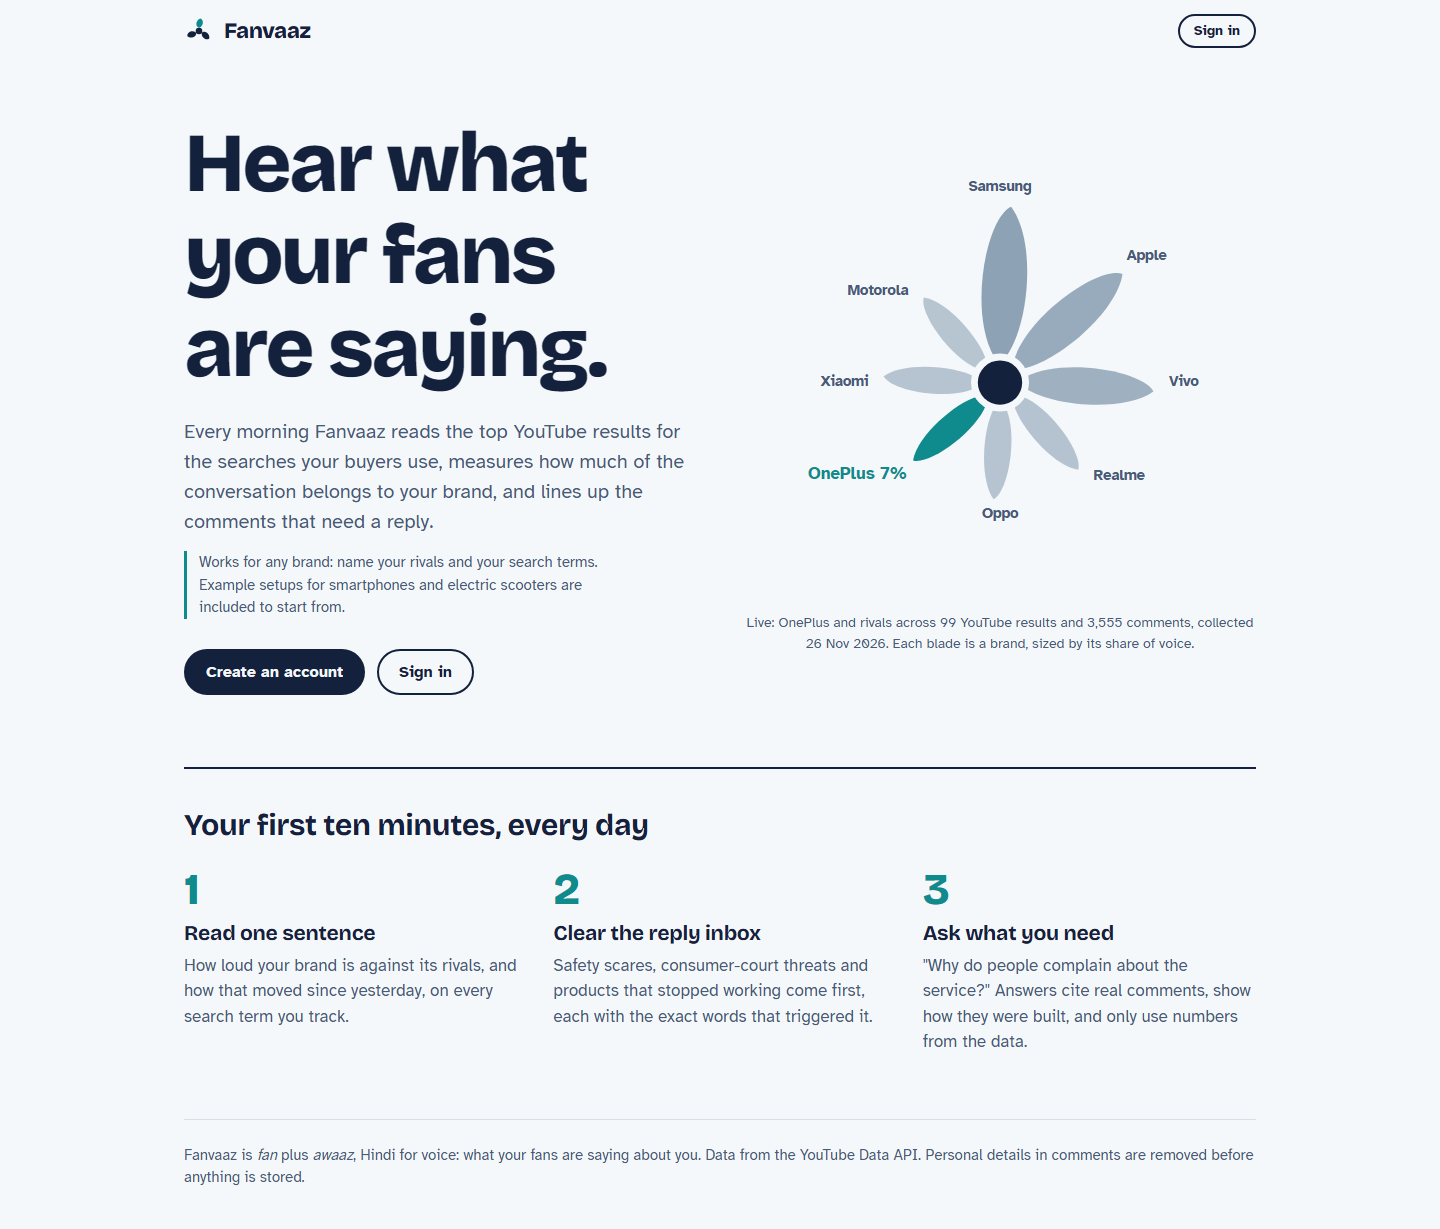 Fanvaaz
Sign in
Hear what
your fans
are saying.
Every morning Fanvaaz reads the top YouTube results for
the searches your buyers use, measures how much of the
conversation belongs to your brand, and lines up the
comments that need a reply.
Works for any brand: name your rivals and your search terms.
Example setups for smartphones and electric scooters are
included to start from.
Create an account
Sign in
Samsung
Apple
Motorola
Xiaomi
Vivo
OnePlus 7%
Realme
Oppo
Live: OnePlus and rivals across 99 YouTube results and 3,555 comments, collected
26 Nov 2026. Each blade is a brand, sized by its share of voice.
Your first ten minutes, every day
1
Read one sentence
How loud your brand is against its rivals, and
how that moved since yesterday, on every
search term you track.
2
Clear the reply inbox
Safety scares, consumer-court threats and
products that stopped working come first,
each with the exact words that triggered it.
3
Ask what you need
"Why do people complain about the
service?" Answers cite real comments, show
how they were built, and only use numbers
from the data.
Fanvaaz is fan plus awaaz, Hindi for voice: what your fans are saying about you. Data from the YouTube Data API. Personal details in comments are removed before
anything is stored.